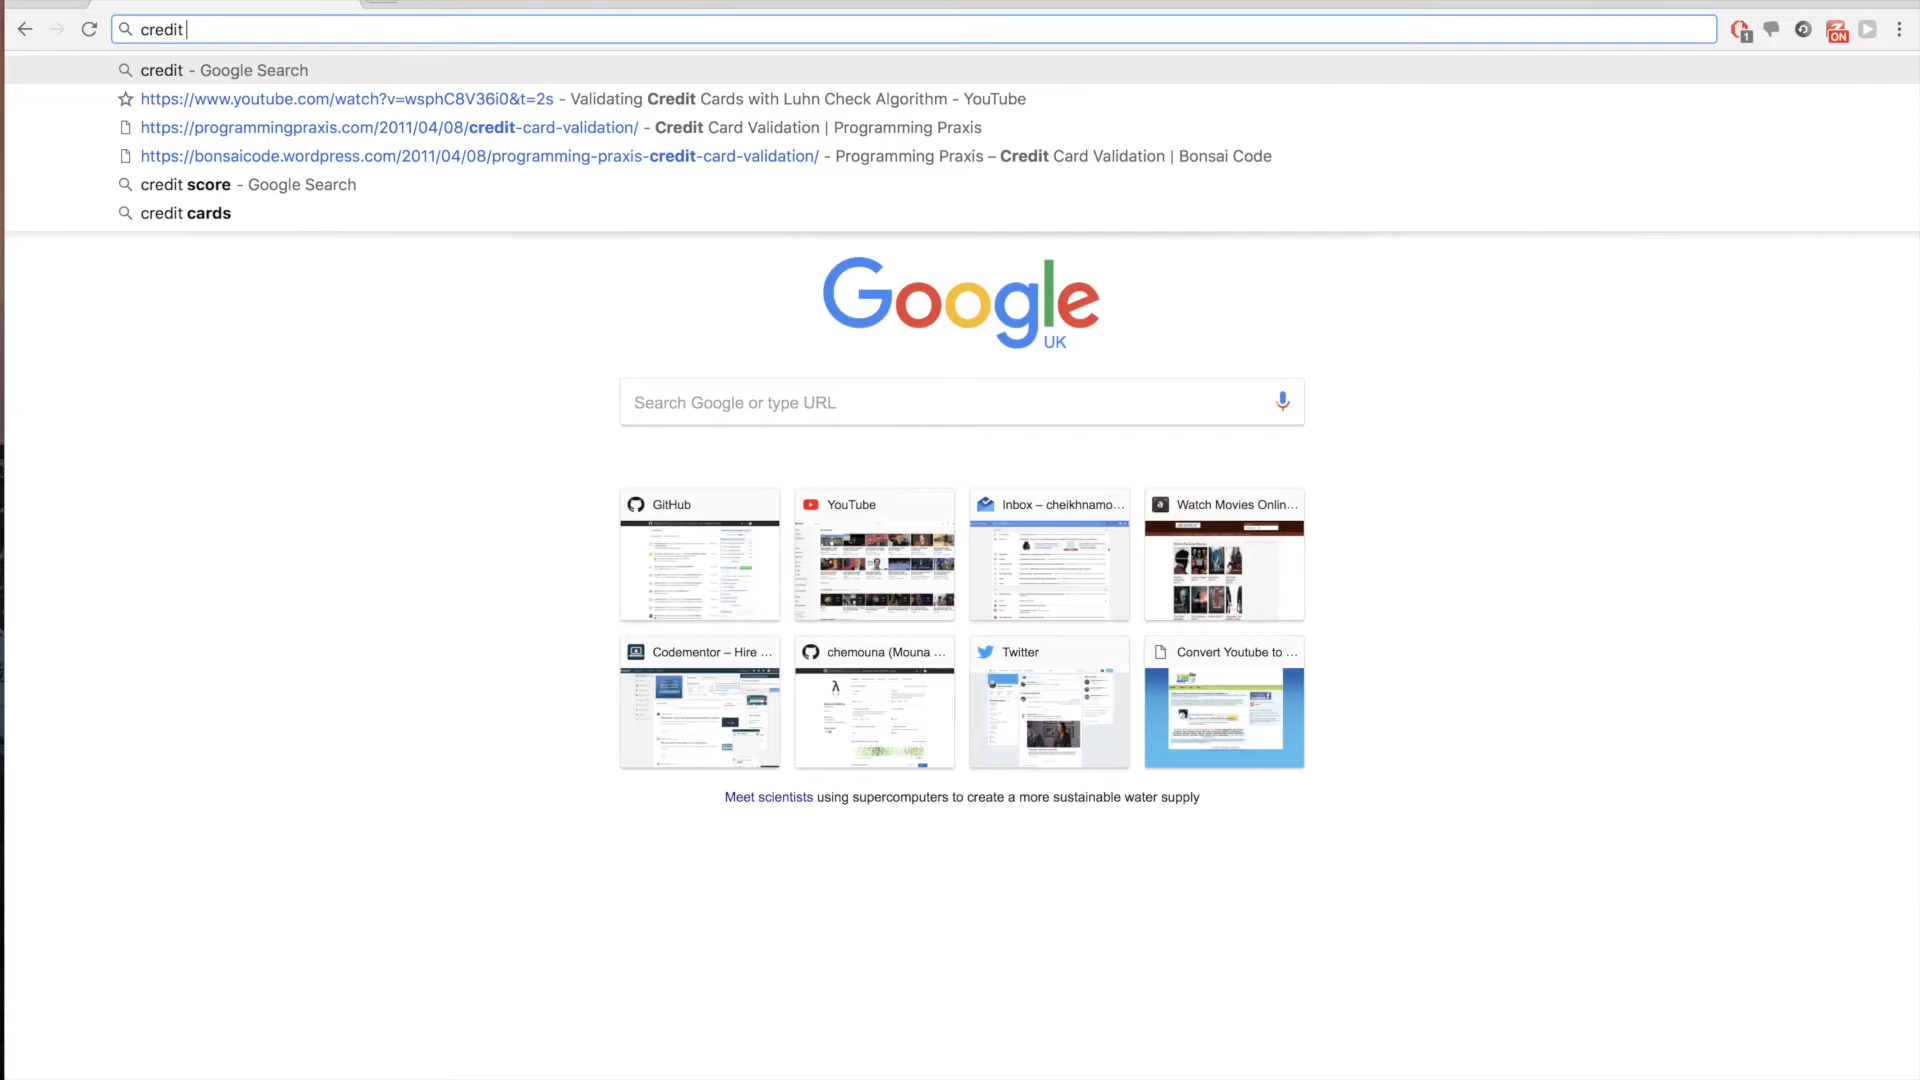 credit
1
ON
credit - Google Search
https://www.youtube.com/watch?v=wsphC8V36i0&t=2s - Validating Credit Cards with Luhn Check Algorithm - YouTube
https://programmingpraxis.com/2011/04/08/credit-card-validation/ - Credit Card Validation | Programming Praxis
https://bonsaicode.wordpress.com/2011/04/08/programming-praxis-credit-card-validation/ - Programming Praxis – Credit Card Validation | Bonsai Code
credit score - Google Search
credit cards
Google
UK
Search Google or type URL
GitHub
YouTube
Inbox – cheikhnamo...
Watch Movies Onlin...
Codementor – Hire ...
chemouna (Mouna ...
Twitter
Convert Youtube to ...
Meet scientists using supercomputers to create a more sustainable water supply